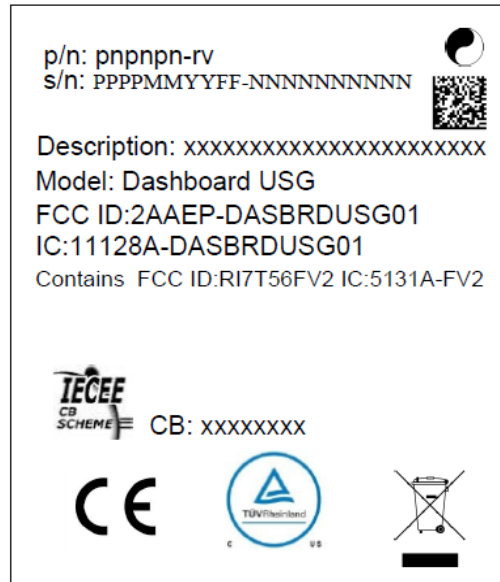 p/n: pnpnpn-rv
s/n: PPPPMMYYFF-NNNNNNNNNN
Description: xxxxxxxxxxxxxxxxxxxxxxx
Model: Dashboard USG
FCC ID:2AAEP-DASBRDUSG01
IC:11128A-DASBRDUSG01
Contains FCC ID:RI7T56FV2 IC:5131A-FV2
IECEE
CB
SCHEME
CB: xxxxxxxx
CE
TÜVRheinland
C US